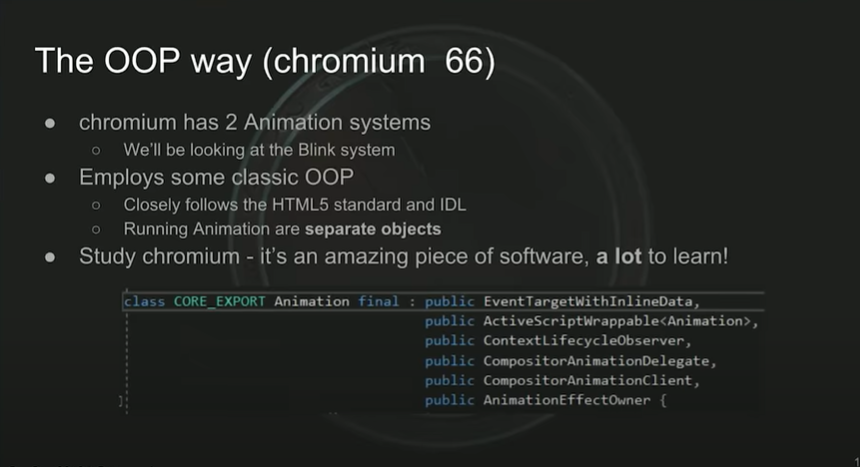 The OOP way (chromium 66)
● chromium has 2 Animation systems
○ We'll be looking at the Blink system
● Employs some classic OOP
○ Closely follows the HTML5 standard and IDL
○ Running Animation are separate objects
● Study chromium - it's an amazing piece of software, a lot to learn!
class CORE_EXPORT Animation final : public EventTargetWithInlineData,
public ActiveScriptWrappable<Animation>,
public ContextLifecycleObserver,
public CompositorAnimationDelegate,
public CompositorAnimationClient,
} public AnimationEffectOwner {
1